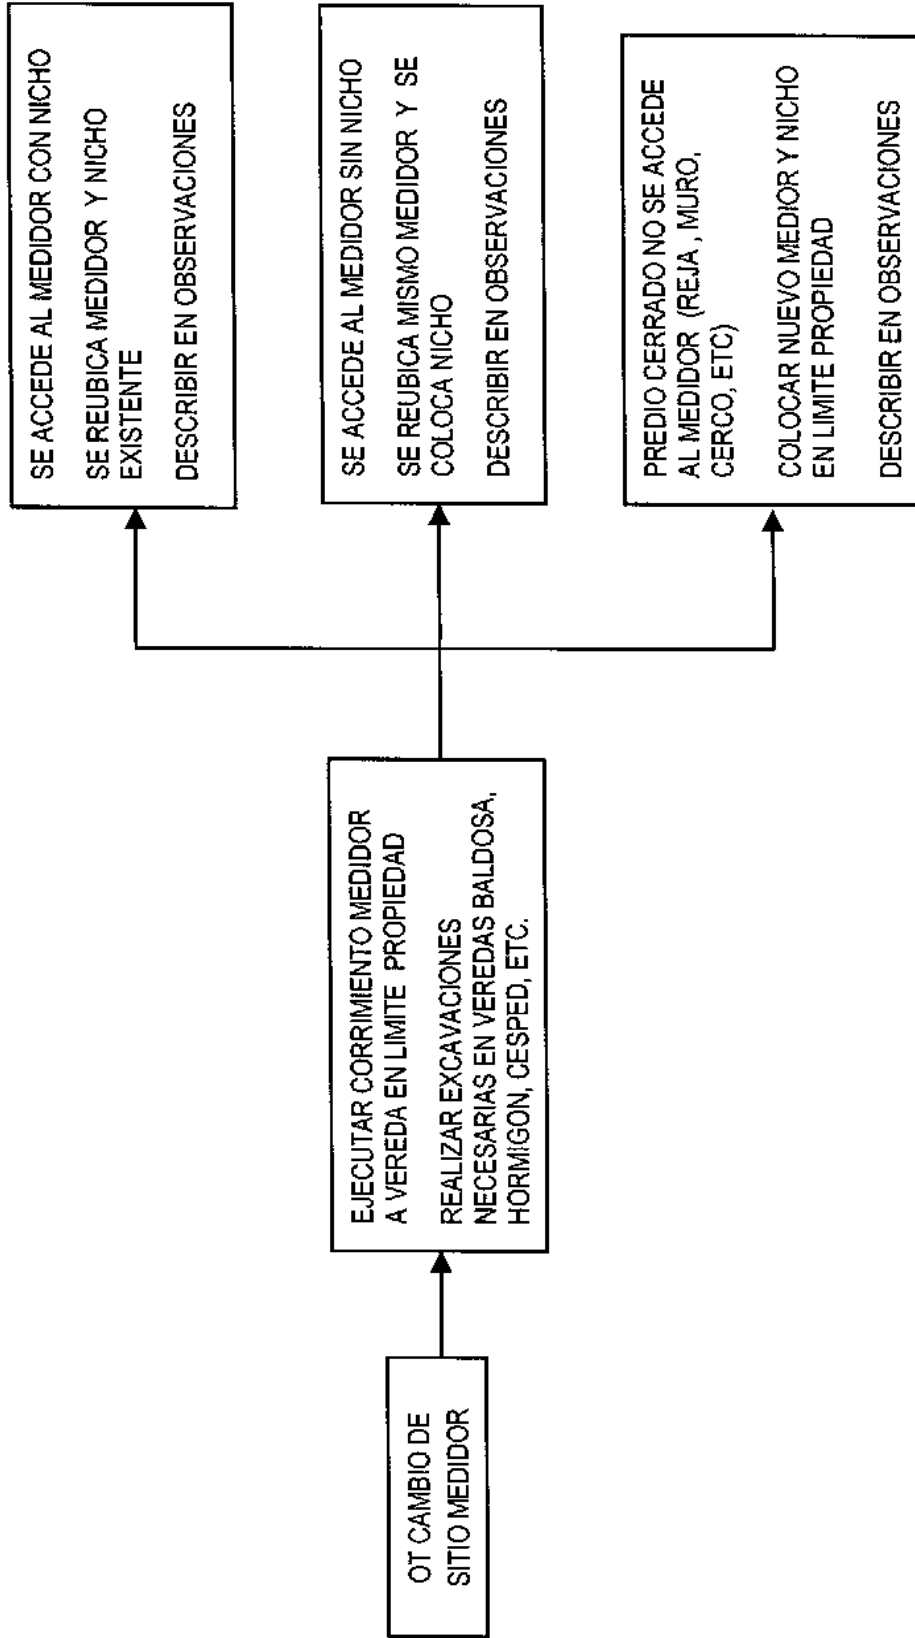 OT CAMBIO DE
SITIO MEDIDOR
EJECUTAR CORRIMIENTO MEDIDOR
A VEREDA EN LIMITE PROPIEDAD
REALIZAR EXCAVACIONES
NECESARIAS EN VEREDAS BALDOSA,
HORMIGON, CESPED, ETC.
SE ACCEDE AL MEDIDOR CON NICHO
SE REUBICA MEDIDOR Y NICHO
EXISTENTE
DESCRIBIR EN OBSERVACIONES
SE ACCEDE AL MEDIDOR SIN NICHO
SE REUBICA MISMO MEDIDOR Y SE
COLOCA NICHO
DESCRIBIR EN OBSERVACIONES
PREDIO CERRADO NO SE ACCEDE
AL MEDIDOR (REJA , MURO,
CERCO, ETC)
COLOCAR NUEVO MEDIOR Y NICHO
EN LIMITE PROPIEDAD
DESCRIBIR EN OBSERVACIONES